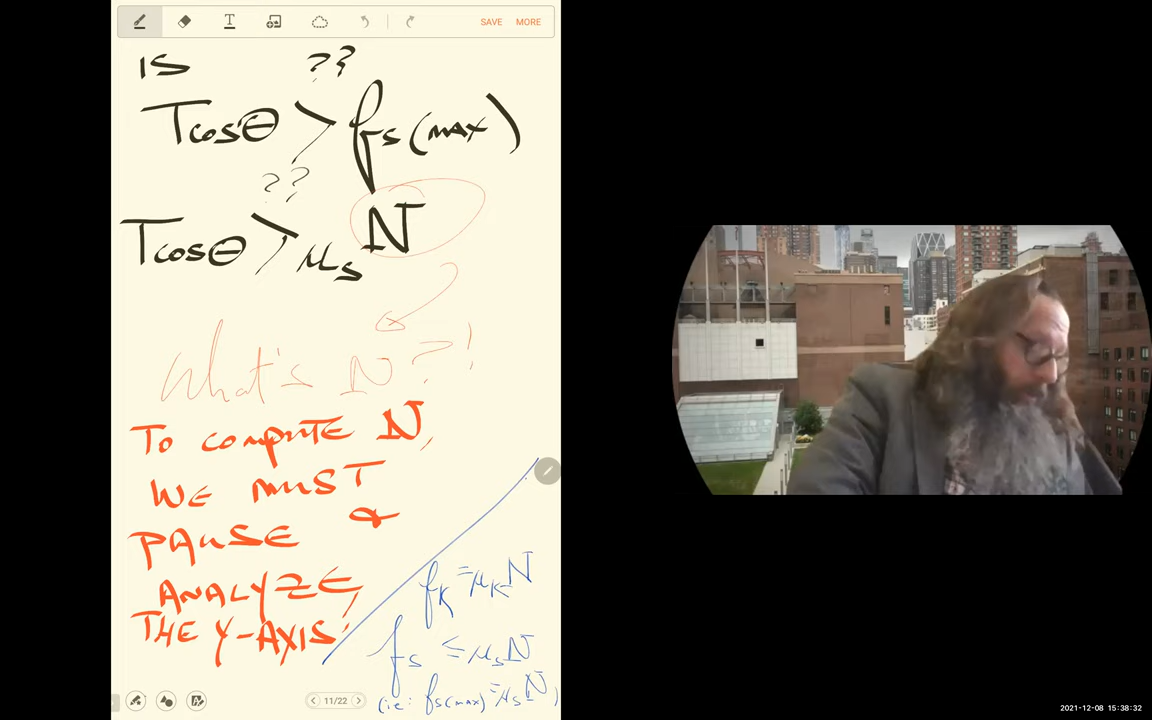 SAVE MORE
IS ??
Tcosθ > fs(max)
??
Tcosθ > μs N
What's N?!
TO COMPUTE N,
WE MUST
PAUSE &
ANALYZE
THE Y-AXIS!
fK = μK N
fs ≤ μs N
(ie: fs(max) = μs N)
11/22
2021-12-08 15:38:32